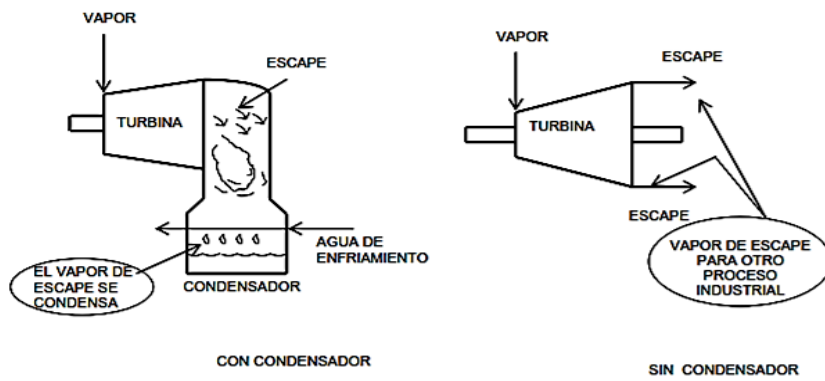 VAPOR
ESCAPE
TURBINA
AGUA DE
ENFRIAMIENTO
EL VAPOR DE
ESCAPE SE
CONDENSA
CONDENSADOR
CON CONDENSADOR
VAPOR
ESCAPE
TURBINA
ESCAPE
VAPOR DE ESCAPE
PARA OTRO
PROCESO
INDUSTRIAL
SIN CONDENSADOR